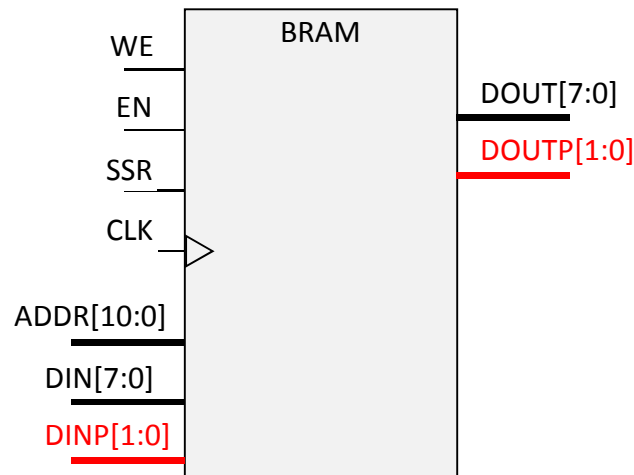 BRAM
WE
EN
SSR
CLK
ADDR[10:0]
DIN[7:0]
DINP[1:0]
DOUT[7:0]
DOUTP[1:0]